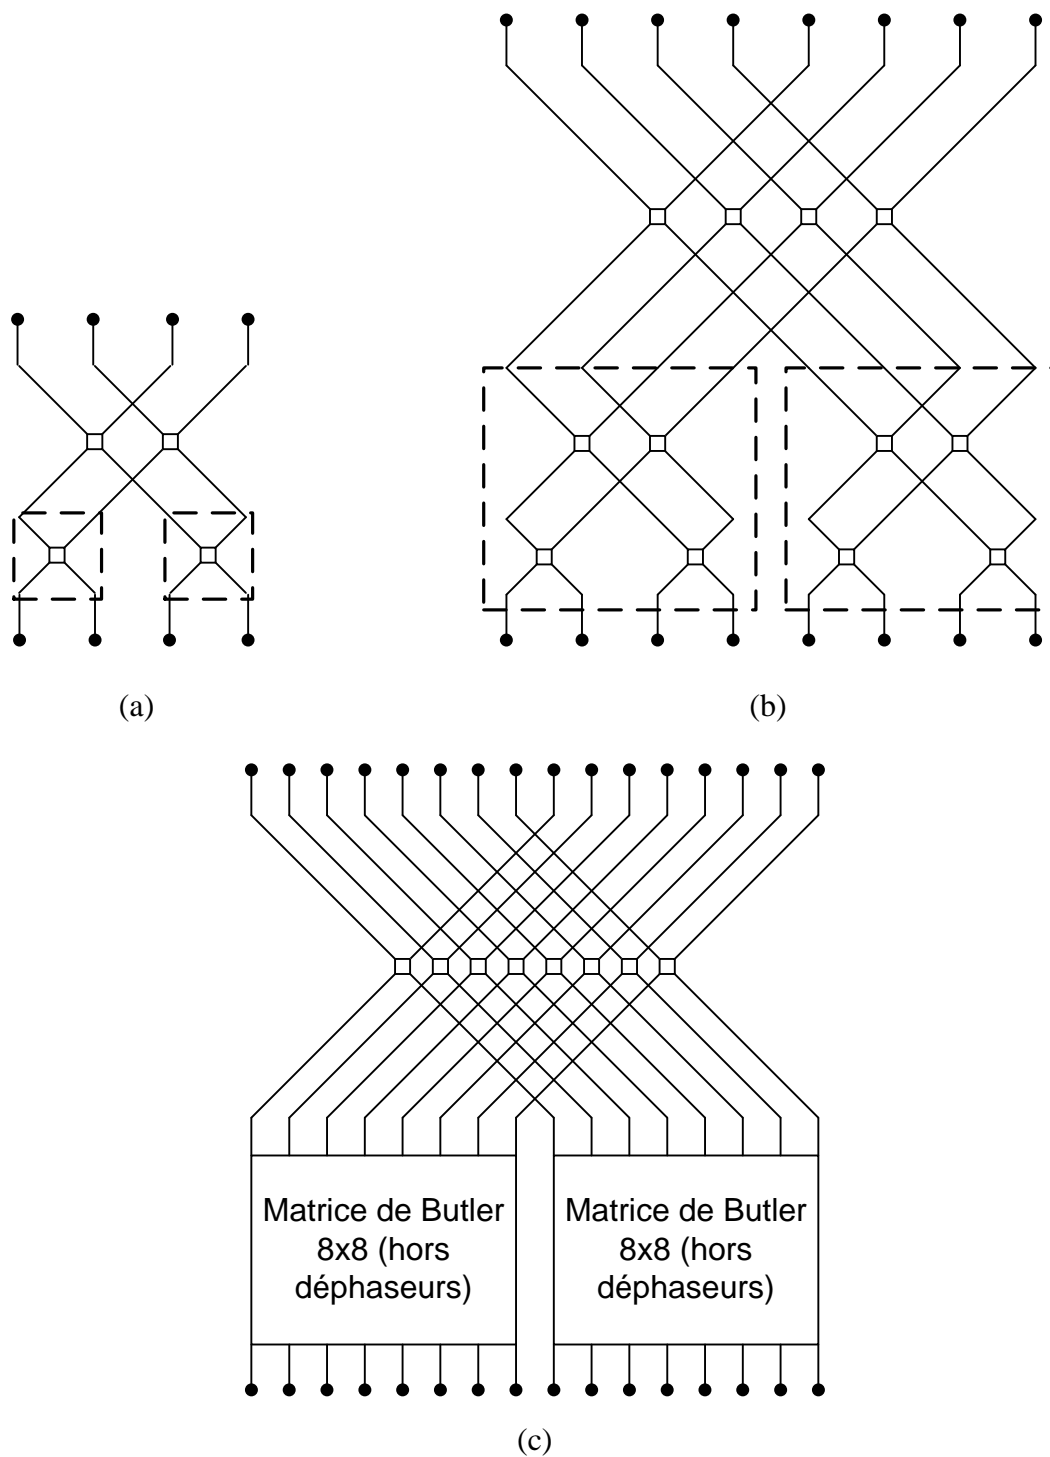 (a)
(b)
Matrice de Butler
8x8 (hors
déphaseurs)
Matrice de Butler
8x8 (hors
déphaseurs)
(c)